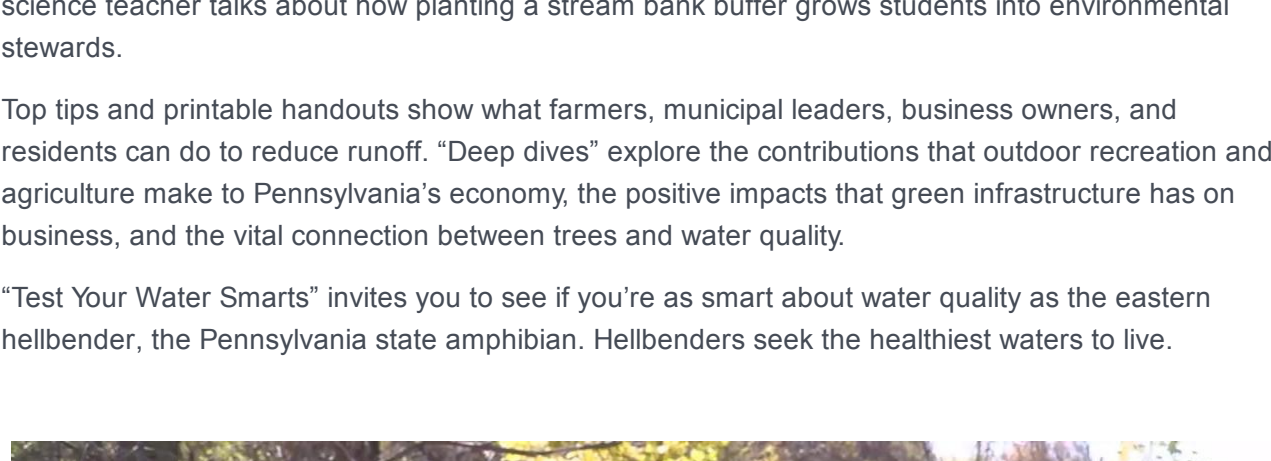 science teacher talks about how planting a stream bank buffer grows students into environmental
stewards.
Top tips and printable handouts show what farmers, municipal leaders, business owners, and
residents can do to reduce runoff. “Deep dives” explore the contributions that outdoor recreation and
agriculture make to Pennsylvania’s economy, the positive impacts that green infrastructure has on
business, and the vital connection between trees and water quality.
“Test Your Water Smarts” invites you to see if you’re as smart about water quality as the eastern
hellbender, the Pennsylvania state amphibian. Hellbenders seek the healthiest waters to live.